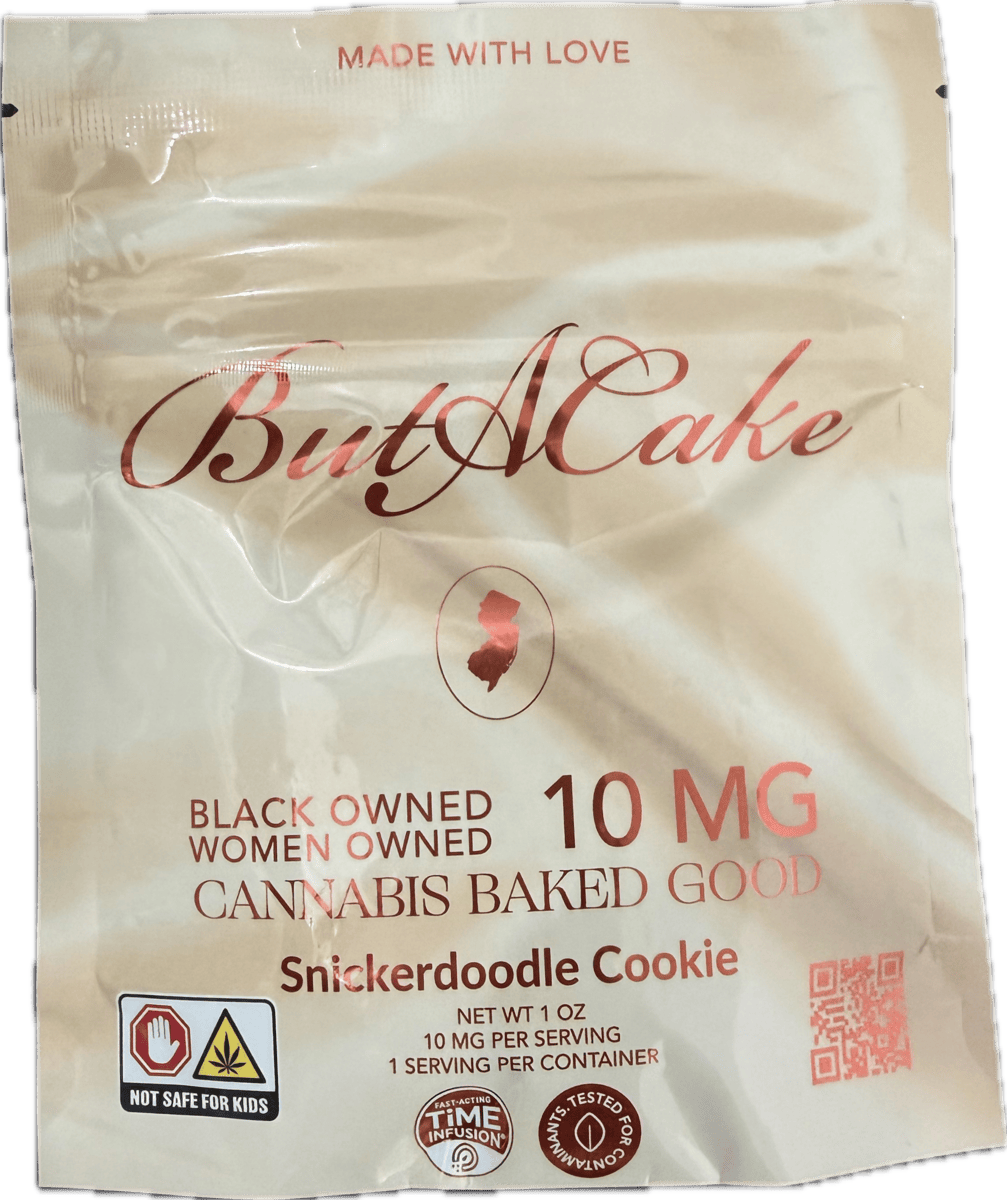 MADE WITH LOVE
ButACake
BLACK OWNED
WOMEN OWNED
10 MG
CANNABIS BAKED GOOD
Snickerdoodle Cookie
NET WT 1 OZ
10 MG PER SERVING
1 SERVING PER CONTAINER
NOT SAFE FOR KIDS
FAST-ACTING
TiME
INFUSION®
TESTED FOR CONTAMINANTS.